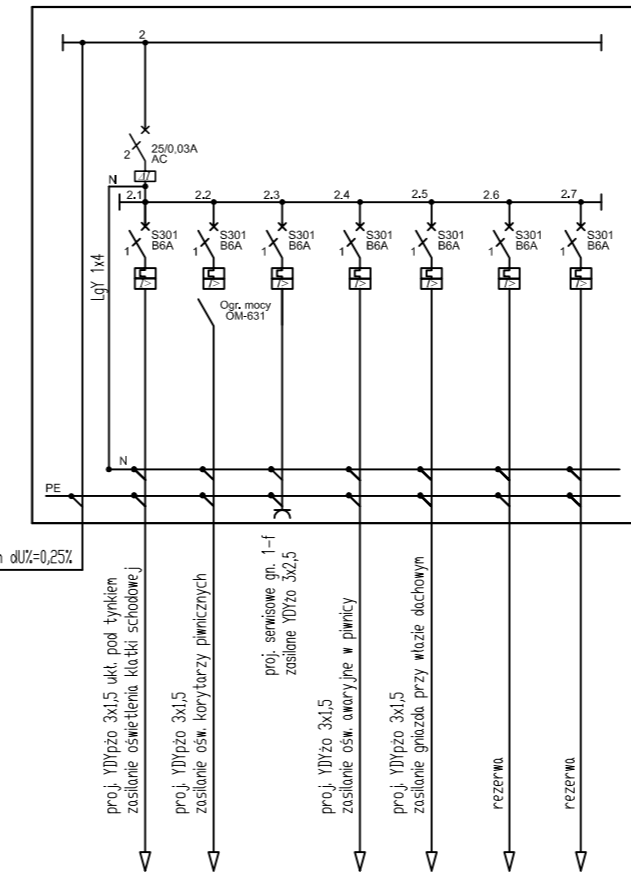 2
25/0,03A
2
AC
ΔI
N
2.1
2.2
2.3
2.4
2.5
2.6
2.7
S301
B6A
1
I>
S301
B6A
1
I>
S301
B6A
1
I>
S301
B6A
1
I>
S301
B6A
1
I>
S301
B6A
1
I>
S301
B6A
1
I>
LgY 1x4
Ogr. mocy
OM-631
N
PE
dU%=0,25%
proj. YDYpżo 3x1,5 ukł. pod tynkiem
zasilanie oświetlenia klatki schodowej
proj. YDYpżo 3x1,5
zasilanie ośw. korytarzy piwnicznych
proj. serwisowe gn. 1-f
zasilane YDYżo 3x2,5
proj. YDYżo 3x1,5
zasilanie ośw. awaryjne w piwnicy
proj. YDYpżo 3x1,5
zasilanie gniazda przy włazie dachowym
rezerwa
rezerwa